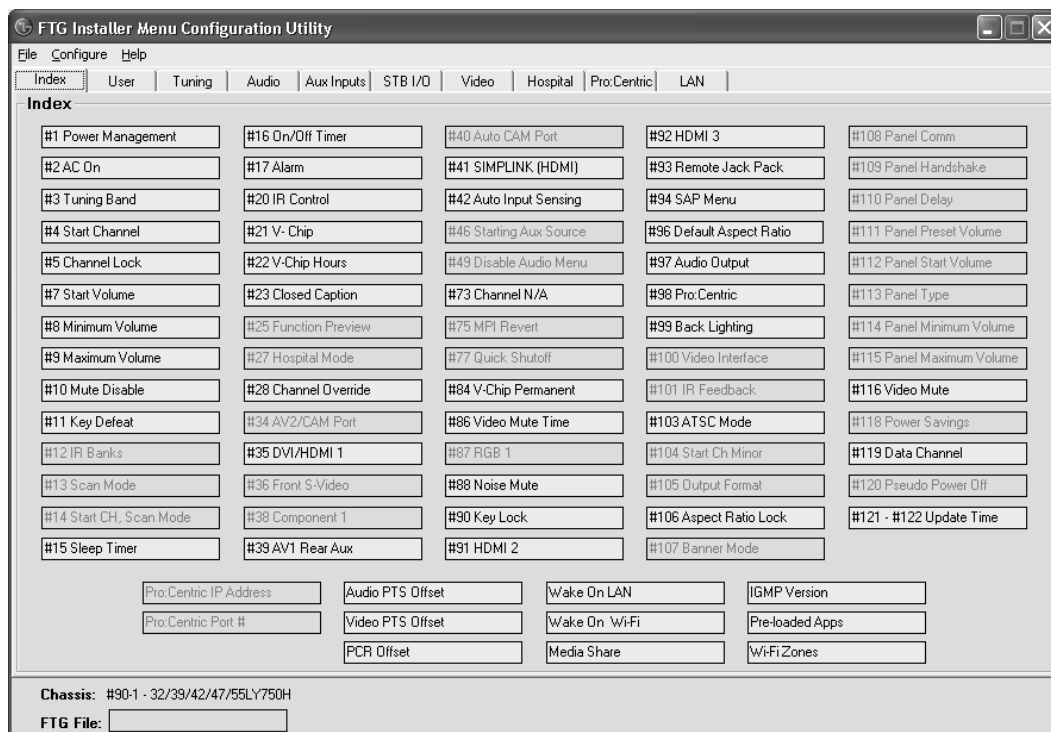 FTG Installer Menu Configuration Utility
File Configure Help
Index User Tuning Audio Aux Inputs STB I/O Video Hospital Pro:Centric LAN
Index
#1 Power Management #16 On/Off Timer #40 Auto CAM Port #92 HDMI 3 #108 Panel Comm
#2 AC On #17 Alarm #41 SIMPLINK (HDMI) #93 Remote Jack Pack #109 Panel Handshake
#3 Tuning Band #20 IR Control #42 Auto Input Sensing #94 SAP Menu #110 Panel Delay
#4 Start Channel #21 V- Chip #46 Starting Aux Source #96 Default Aspect Ratio #111 Panel Preset Volume
#5 Channel Lock #22 V-Chip Hours #49 Disable Audio Menu #97 Audio Output #112 Panel Start Volume
#7 Start Volume #23 Closed Caption #73 Channel N/A #98 Pro:Centric #113 Panel Type
#8 Minimum Volume #25 Function Preview #75 MPI Revert #99 Back Lighting #114 Panel Minimum Volume
#9 Maximum Volume #27 Hospital Mode #77 Quick Shutoff #100 Video Interface #115 Panel Maximum Volume
#10 Mute Disable #28 Channel Override #84 V-Chip Permanent #101 IR Feedback #116 Video Mute
#11 Key Defeat #34 AV2/CAM Port #86 Video Mute Time #103 ATSC Mode #118 Power Savings
#12 IR Banks #35 DVI/HDMI 1 #87 RGB 1 #104 Start Ch Minor #119 Data Channel
#13 Scan Mode #36 Front S-Video #88 Noise Mute #105 Output Format #120 Pseudo Power Off
#14 Start CH, Scan Mode #38 Component 1 #90 Key Lock #106 Aspect Ratio Lock #121 - #122 Update Time
#15 Sleep Timer #39 AV1 Rear Aux #91 HDMI 2 #107 Banner Mode
Pro:Centric IP Address Audio PTS Offset Wake On LAN IGMP Version
Pro:Centric Port # Video PTS Offset Wake On Wi-Fi Pre-loaded Apps
PCR Offset Media Share Wi-Fi Zones
Chassis: #90-1 - 32/39/42/47/55LY750H
FTG File: